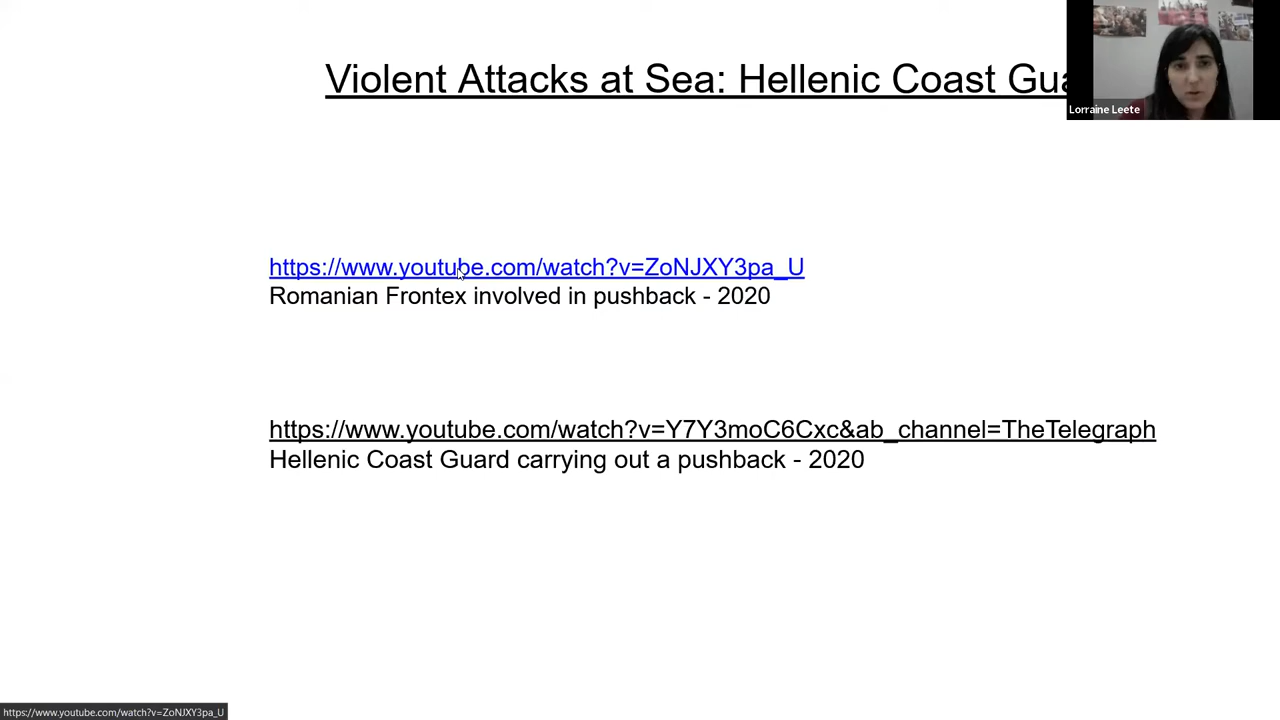 Violent Attacks at Sea: Hellenic Coast Gua
Lorraine Leete
https://www.youtube.com/watch?v=ZoNJXY3pa_U
Romanian Frontex involved in pushback - 2020
https://www.youtube.com/watch?v=Y7Y3moC6Cxc&ab_channel=TheTelegraph
Hellenic Coast Guard carrying out a pushback - 2020
https://www.youtube.com/watch?v=ZoNJXY3pa_U